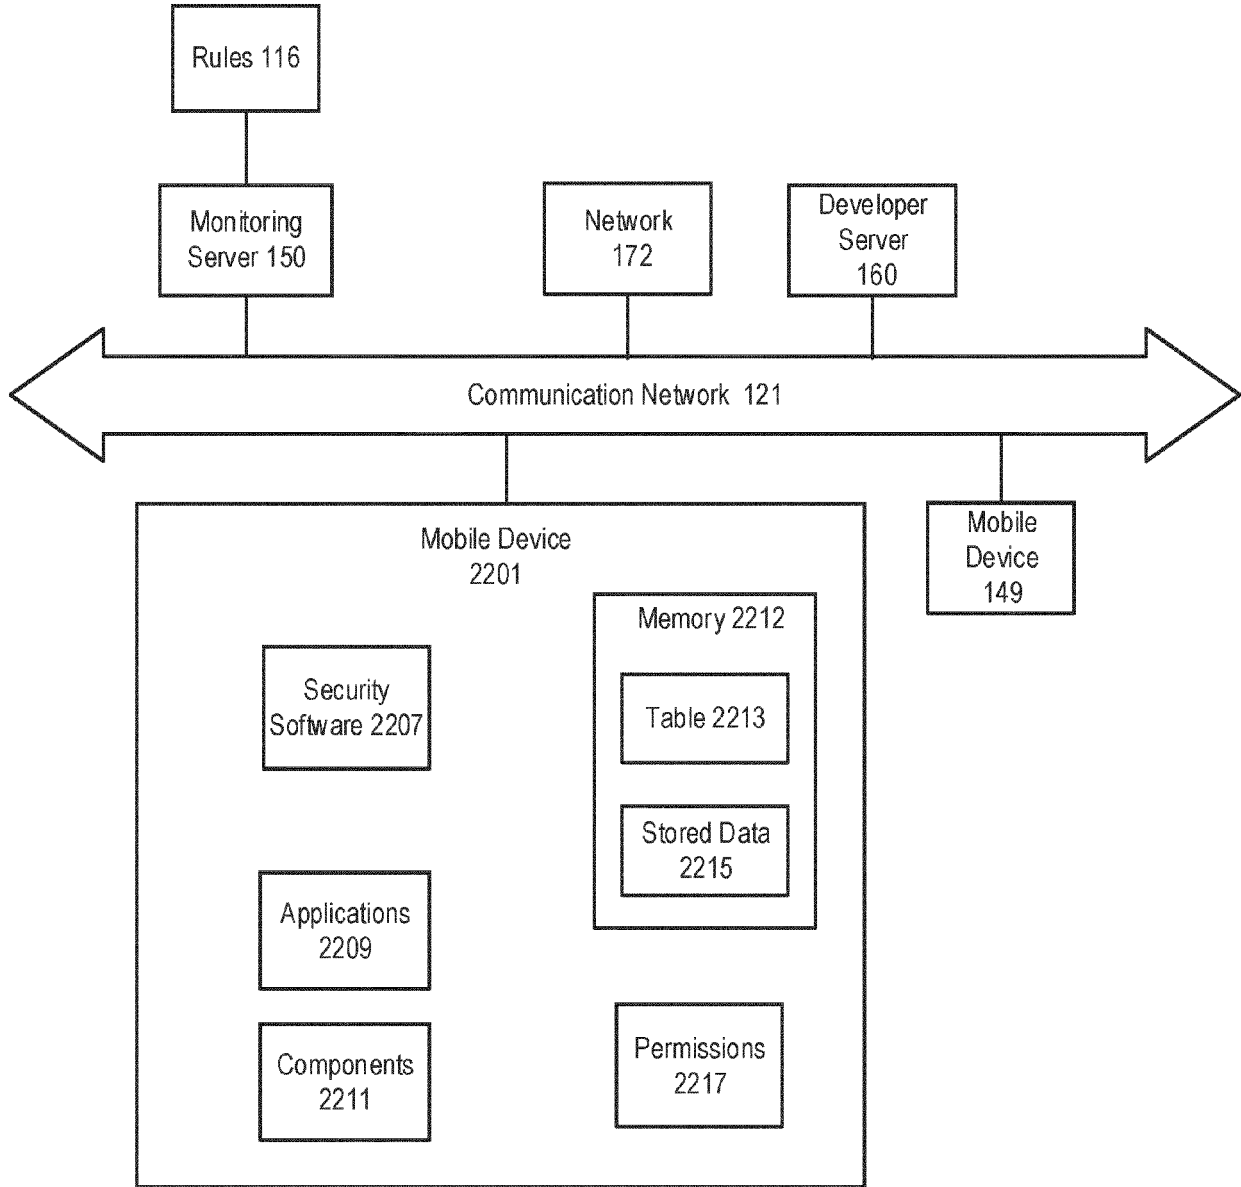 Rules 116
Monitoring
Server 150
Network
172
Developer
Server
160
Communication Network 121
Mobile Device
2201
Mobile
Device
149
Security
Software 2207
Memory 2212
Table 2213
Stored Data
2215
Applications
2209
Components
2211
Permissions
2217